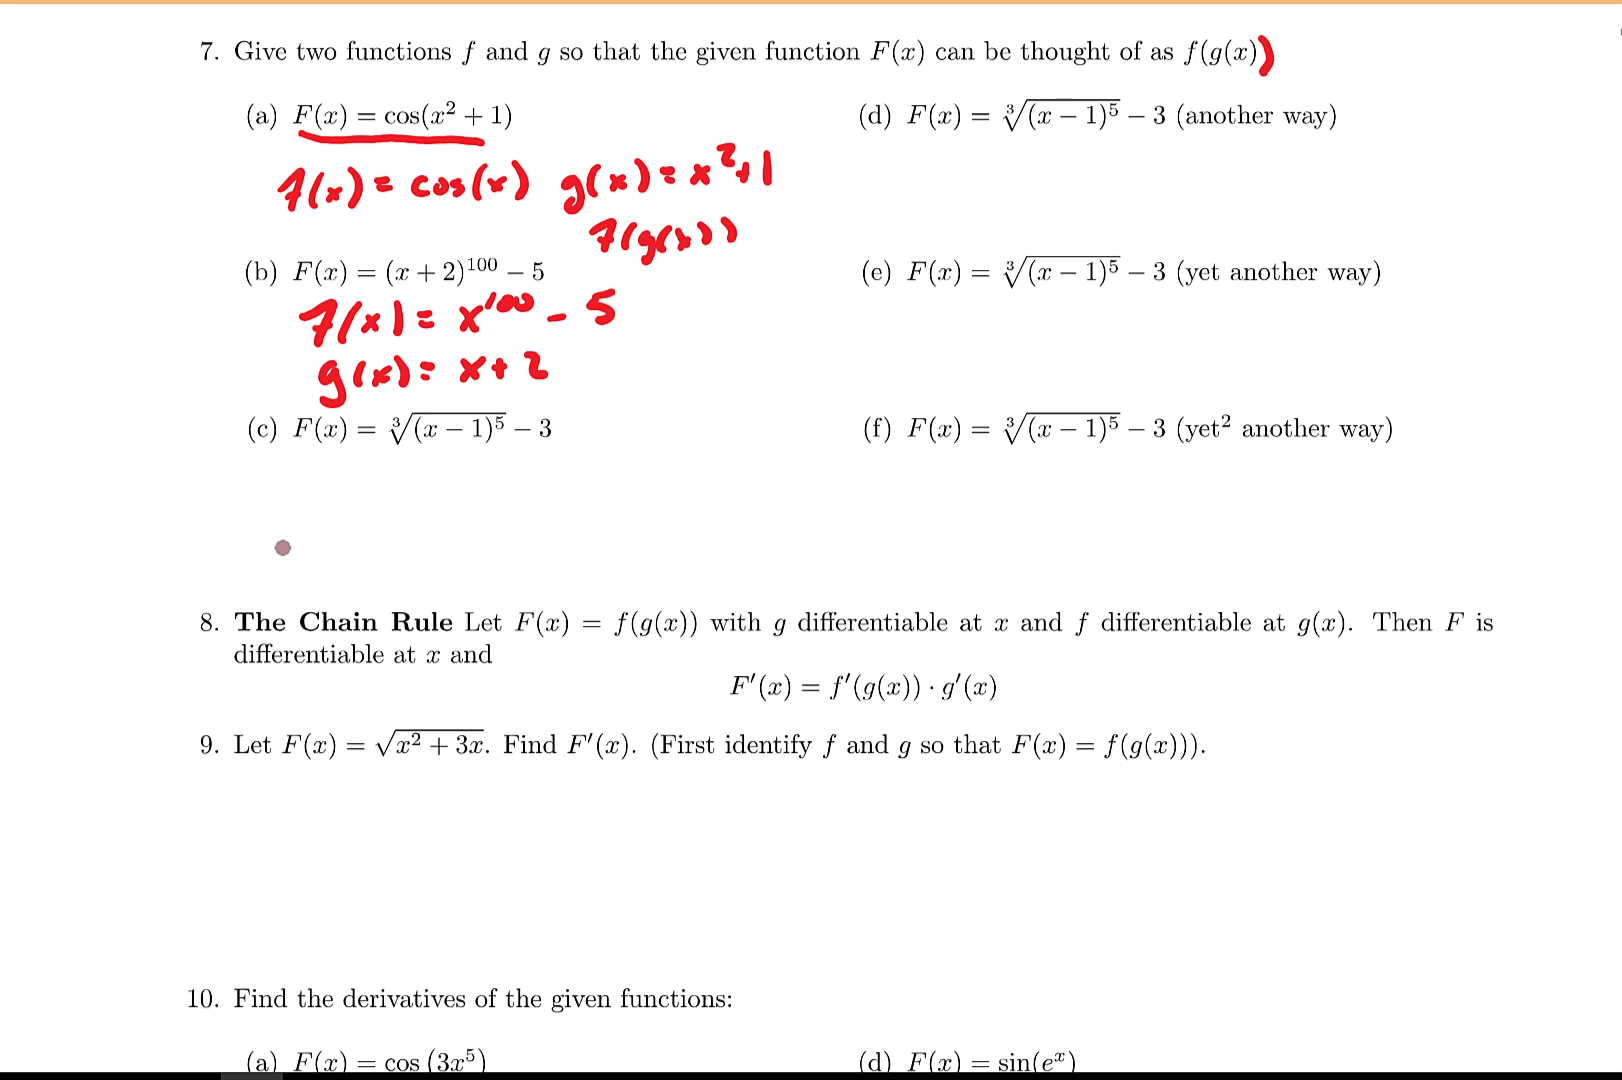 7. Give two functions f and g so that the given function F(x) can be thought of as f(g(x))
(a) F(x) = cos(x² + 1)
f(x) = cos(x) g(x) = x² + 1
f(g(x))
(b) F(x) = (x + 2)¹⁰⁰ − 5
f(x) = x¹⁰⁰ − 5
g(x) = x + 2
(c) F(x) = ∛((x − 1)⁵) − 3
(d) F(x) = ∛((x − 1)⁵) − 3 (another way)
(e) F(x) = ∛((x − 1)⁵) − 3 (yet another way)
(f) F(x) = ∛((x − 1)⁵) − 3 (yet² another way)
8. The Chain Rule Let F(x) = f(g(x)) with g differentiable at x and f differentiable at g(x). Then F is
differentiable at x and
F′(x) = f′(g(x)) · g′(x)
9. Let F(x) = √(x² + 3x). Find F′(x). (First identify f and g so that F(x) = f(g(x))).
10. Find the derivatives of the given functions:
(a) F(x) = cos (3x⁵)
(d) F(x) = sin(eˣ)